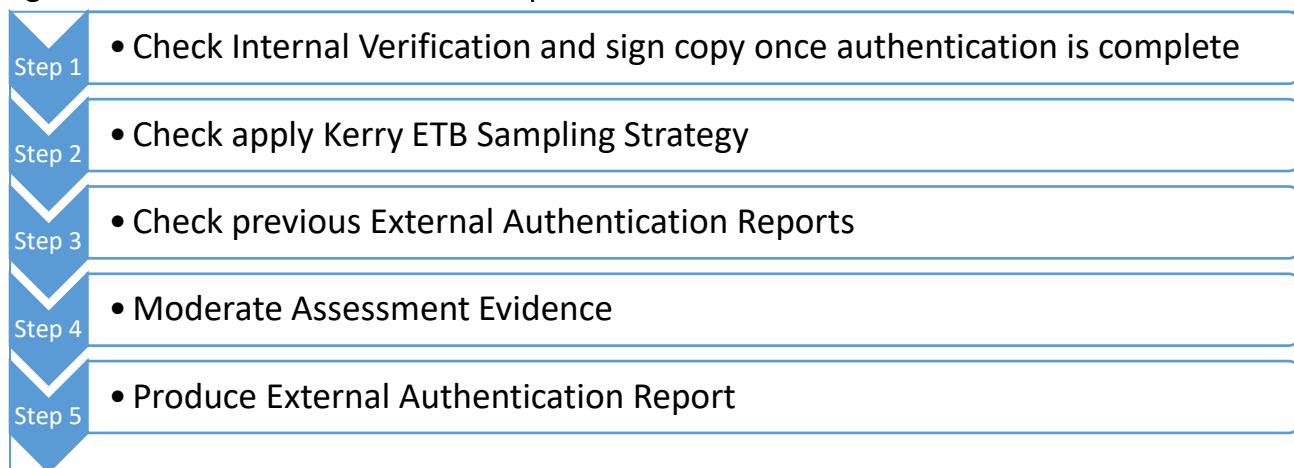 Step 1
• Check Internal Verification and sign copy once authentication is complete
Step 2
• Check apply Kerry ETB Sampling Strategy
Step 3
• Check previous External Authentication Reports
Step 4
• Moderate Assessment Evidence
Step 5
• Produce External Authentication Report